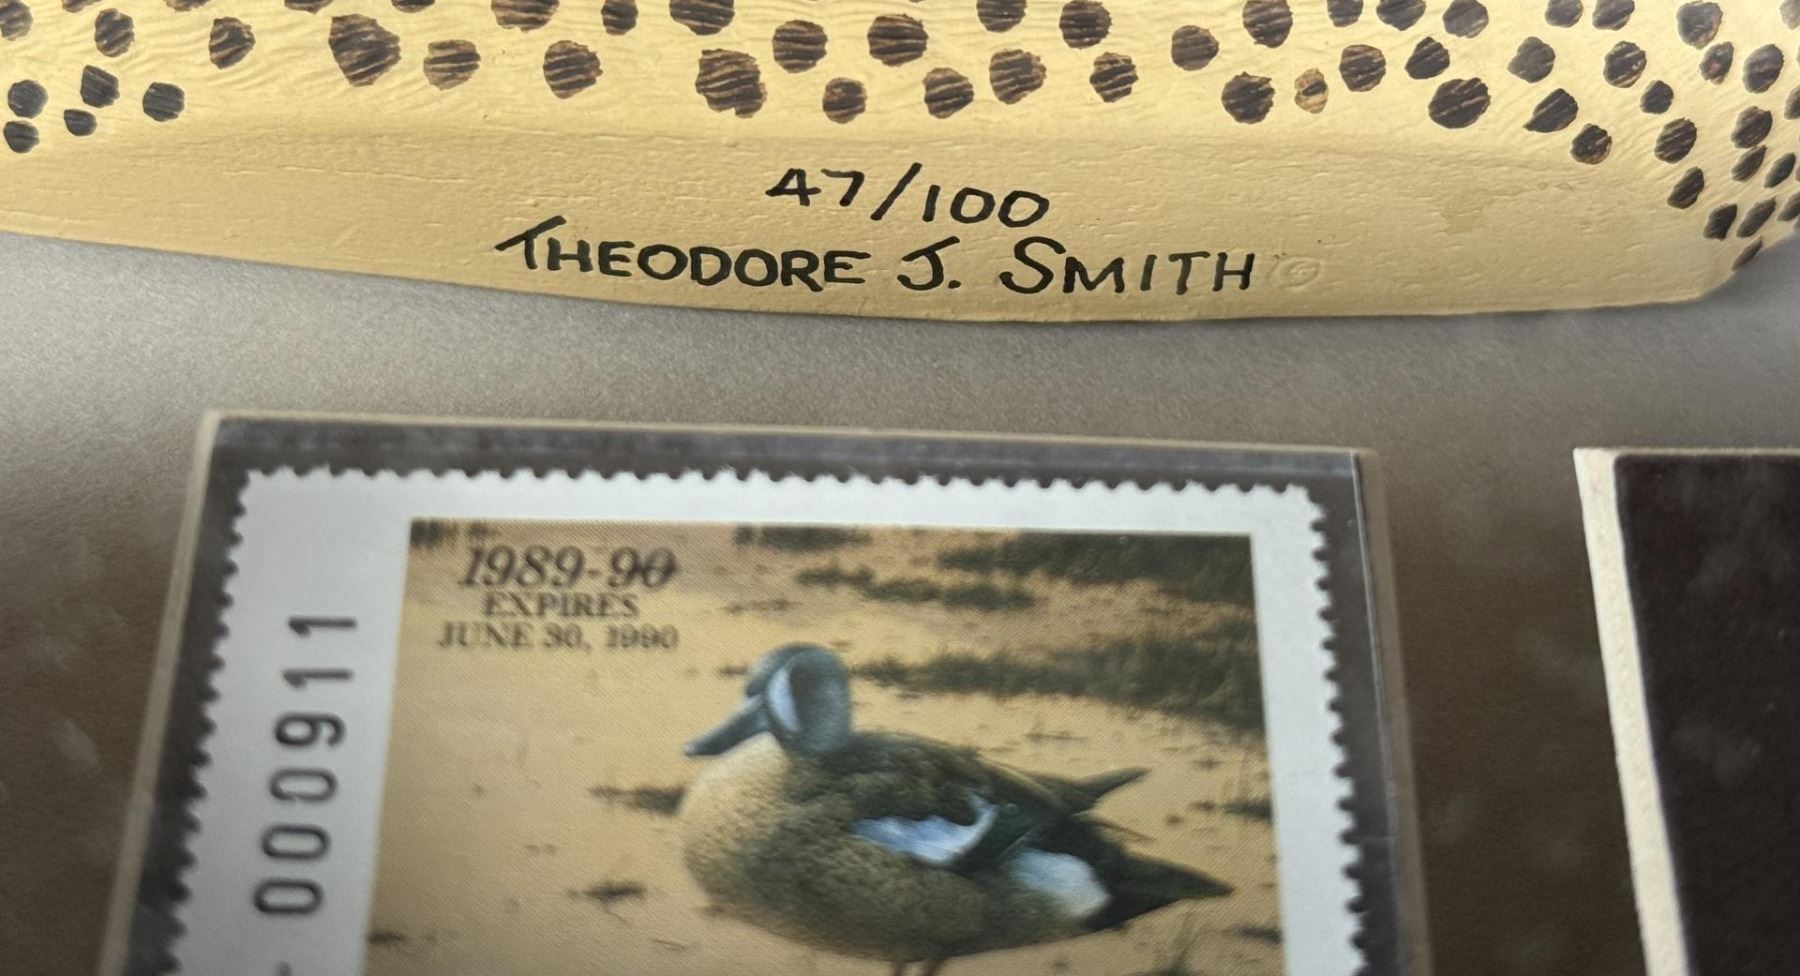 47/100
THEODORE J. SMITH ©
1989-90
EXPIRES
JUNE 30, 1990
000911